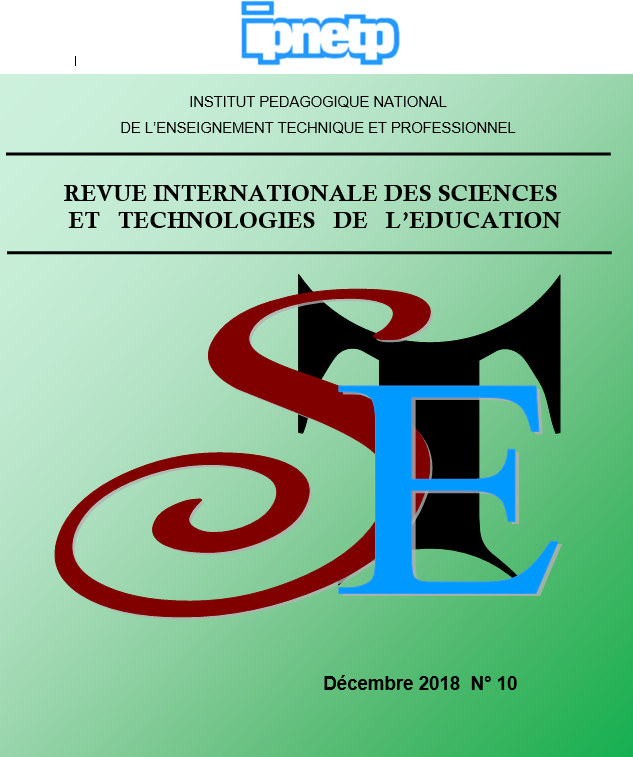 ipnetp
INSTITUT PEDAGOGIQUE NATIONAL
DE L'ENSEIGNEMENT TECHNIQUE ET PROFESSIONNEL
REVUE INTERNATIONALE DES SCIENCES
ET TECHNOLOGIES DE L'EDUCATION
STE
Décembre 2018 N° 10